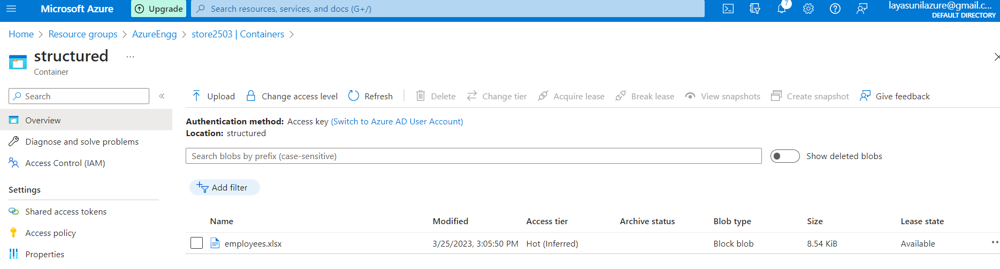 Microsoft Azure
Upgrade
Search resources, services, and docs (G+/)
7
layasunilazure@gmail.c...
DEFAULT DIRECTORY
Home > Resource groups > AzureEngg > store2503 | Containers >
structured ...
Container
Search «
Overview
Diagnose and solve problems
Access Control (IAM)
Settings
Shared access tokens
Access policy
Properties
Upload Change access level Refresh Delete Change tier Acquire lease Break lease View snapshots Create snapshot Give feedback
Authentication method: Access key (Switch to Azure AD User Account)
Location: structured
Search blobs by prefix (case-sensitive)
Show deleted blobs
Add filter
Name Modified Access tier Archive status Blob type Size Lease state
employees.xlsx 3/25/2023, 3:05:50 PM Hot (Inferred) Block blob 8.54 KiB Available